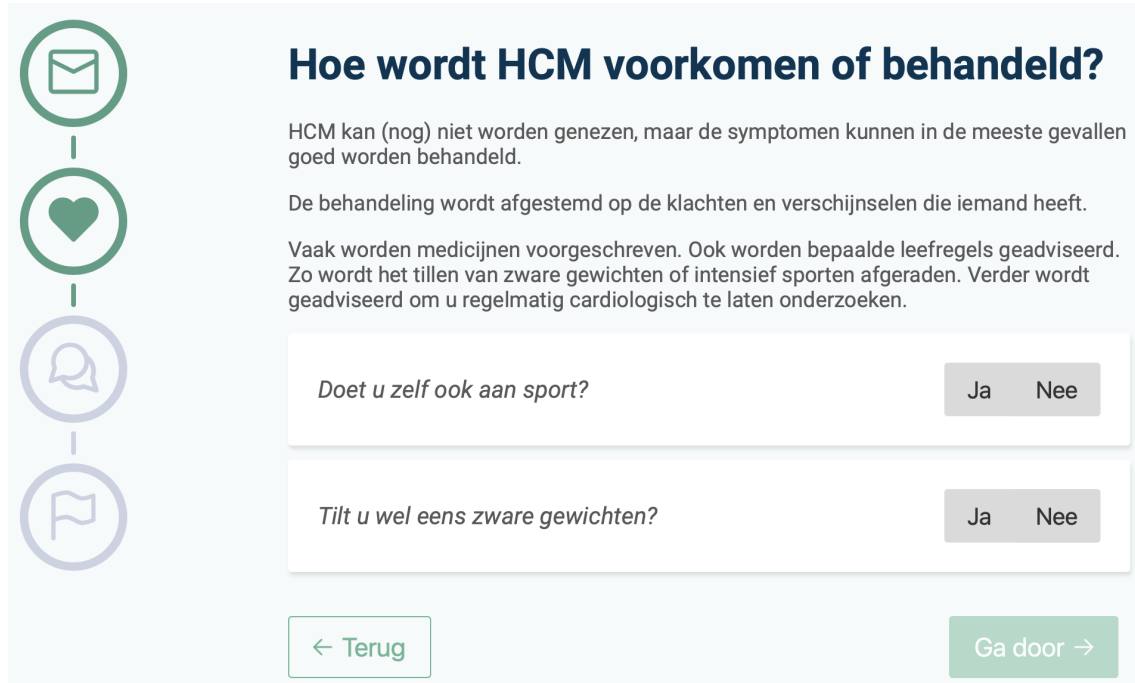 Hoe wordt HCM voorkomen of behandeld?
HCM kan (nog) niet worden genezen, maar de symptomen kunnen in de meeste gevallen
goed worden behandeld.
De behandeling wordt afgestemd op de klachten en verschijnselen die iemand heeft.
Vaak worden medicijnen voorgeschreven. Ook worden bepaalde leefregels geadviseerd.
Zo wordt het tillen van zware gewichten of intensief sporten afgeraden. Verder wordt
geadviseerd om u regelmatig cardiologisch te laten onderzoeken.
Doet u zelf ook aan sport? Ja Nee
Tilt u wel eens zware gewichten? Ja Nee
← Terug Ga door →